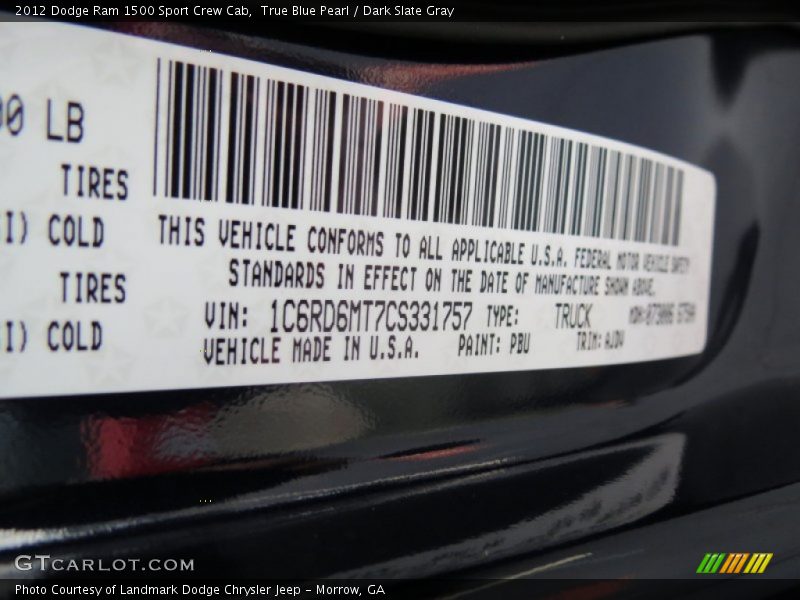 2012 Dodge Ram 1500 Sport Crew Cab,  True Blue Pearl / Dark Slate Gray
LB
TIRES
COLD
TIRES
COLD
THIS VEHICLE CONFORMS TO ALL APPLICABLE U.S.A. FEDERAL MOTOR VEHICLE SAFETY
STANDARDS IN EFFECT ON THE DATE OF MANUFACTURE SHOWN ABOVE.
VIN: 1C6RD6MT7CS331757 TYPE: TRUCK MDH:
VEHICLE MADE IN U.S.A. PAINT: PBU TRIM: AJDV
GTCARLOT.COM
Photo Courtesy of Landmark Dodge Chrysler Jeep – Morrow, GA